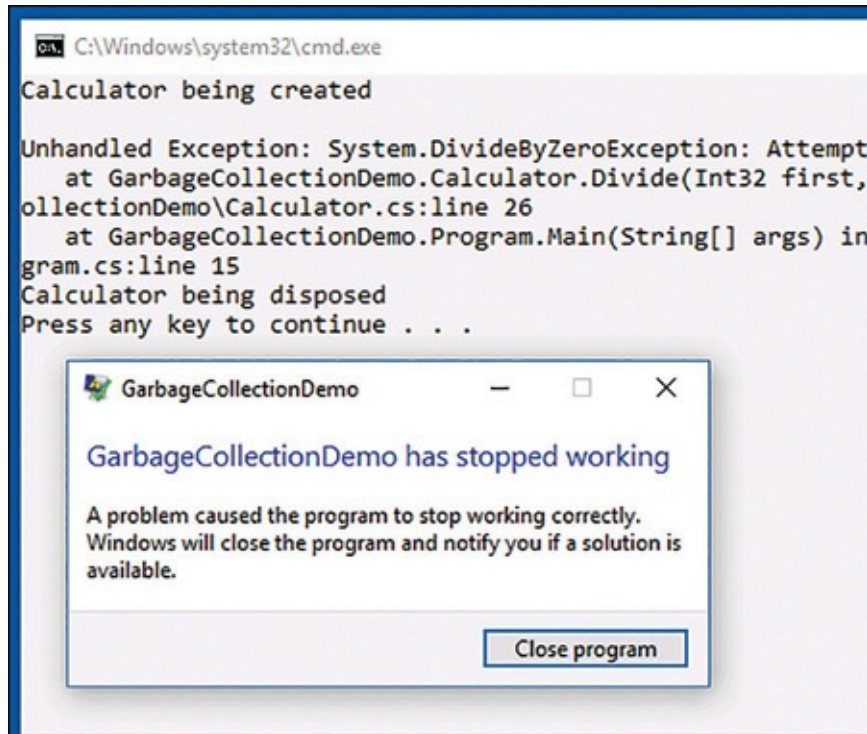 C:\Windows\system32\cmd.exe
Calculator being created
Unhandled Exception: System.DivideByZeroException: Attempt
at GarbageCollectionDemo.Calculator.Divide(Int32 first,
ollectionDemo\Calculator.cs:line 26
at GarbageCollectionDemo.Program.Main(String[] args) in
gram.cs:line 15
Calculator being disposed
Press any key to continue . . .
GarbageCollectionDemo
GarbageCollectionDemo has stopped working
A problem caused the program to stop working correctly.
Windows will close the program and notify you if a solution is
available.
Close program